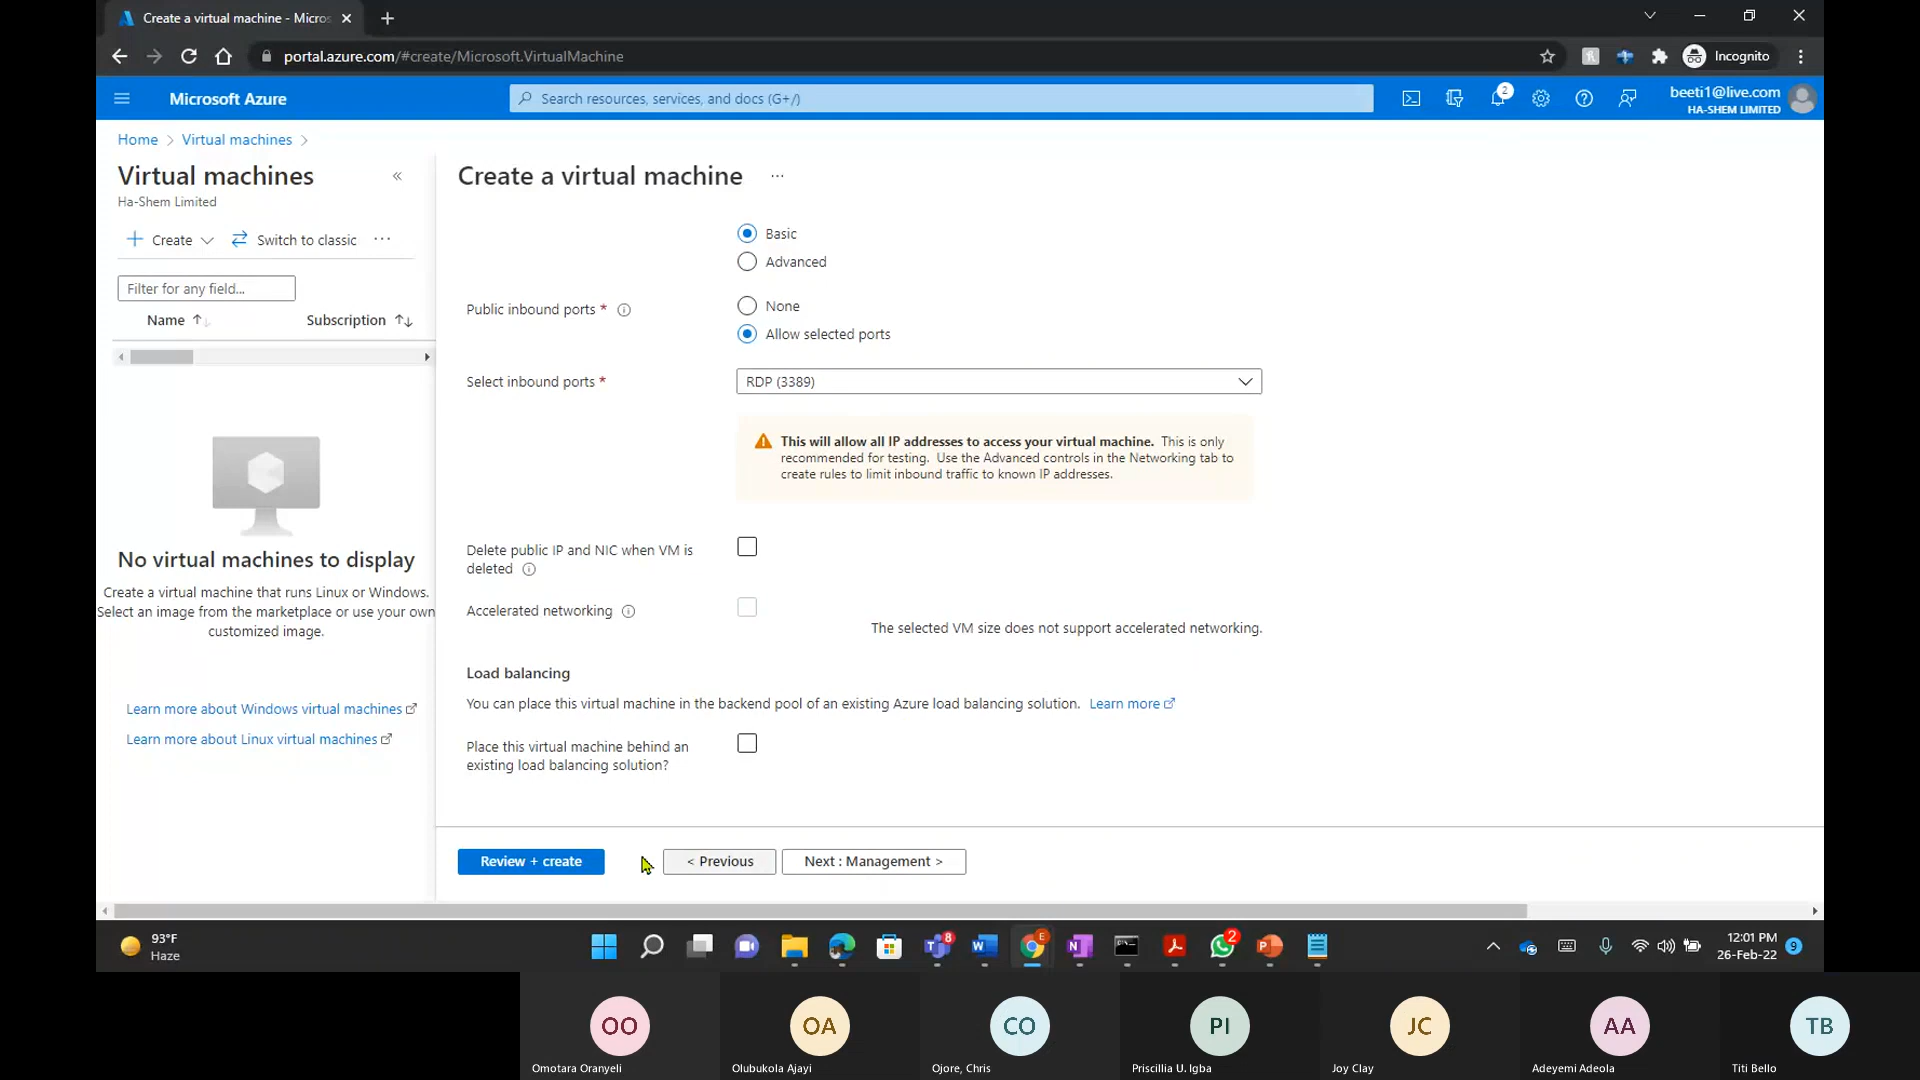 Create a virtual machine - Micros
portal.azure.com/#create/Microsoft.VirtualMachine
Incognito
Microsoft Azure
Search resources, services, and docs (G+/)
2
beeti1@live.com
HA-SHEM LIMITED
Home > Virtual machines >
Virtual machines
«
Ha-Shem Limited
Create
Switch to classic
...
Filter for any field...
Name
Subscription
No virtual machines to display
Create a virtual machine that runs Linux or Windows.
Select an image from the marketplace or use your own
customized image.
Learn more about Windows virtual machines
Learn more about Linux virtual machines
Create a virtual machine
...
Basic
Advanced
Public inbound ports *
None
Allow selected ports
Select inbound ports *
RDP (3389)
This will allow all IP addresses to access your virtual machine. This is only
recommended for testing. Use the Advanced controls in the Networking tab to
create rules to limit inbound traffic to known IP addresses.
Delete public IP and NIC when VM is
deleted
Accelerated networking
The selected VM size does not support accelerated networking.
Load balancing
You can place this virtual machine in the backend pool of an existing Azure load balancing solution. Learn more
Place this virtual machine behind an
existing load balancing solution?
Review + create
< Previous
Next : Management >
93°F
Haze
8
E
2
12:01 PM
26-Feb-22
9
OO
OA
CO
PI
JC
AA
TB
Omotara Oranyeli
Olubukola Ajayi
Ojore, Chris
Priscillia U. Igba
Joy Clay
Adeyemi Adeola
Titi Bello